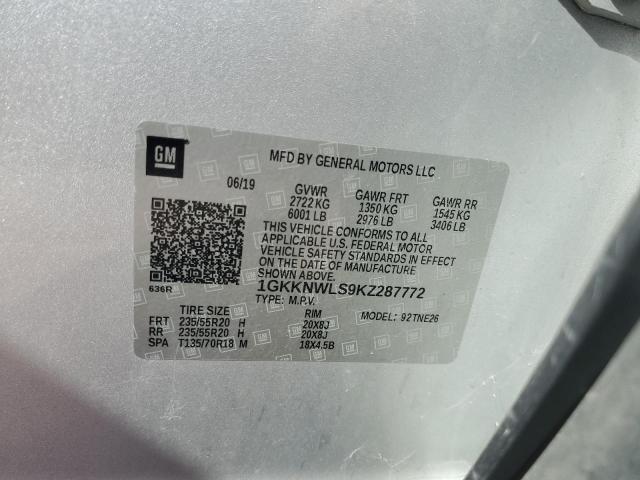 GM
MFD BY GENERAL MOTORS LLC
06/19
GVWR GAWR FRT GAWR RR
2722 KG 1350 KG 1545 KG
6001 LB 2976 LB 3406 LB
THIS VEHICLE CONFORMS TO ALL
APPLICABLE U.S. FEDERAL MOTOR
VEHICLE SAFETY STANDARDS IN
EFFECT ON THE DATE OF MANUFACTURE
SHOWN ABOVE.
636R
1GKKNWLS9KZ287772
TYPE: M.P.V.
MODEL: 92TNE26
TIRE SIZE RIM
FRT 235/55R20 H 20X8J
RR 235/55R20 H 20X8J
SPA T135/70R18 M 18X4.5B